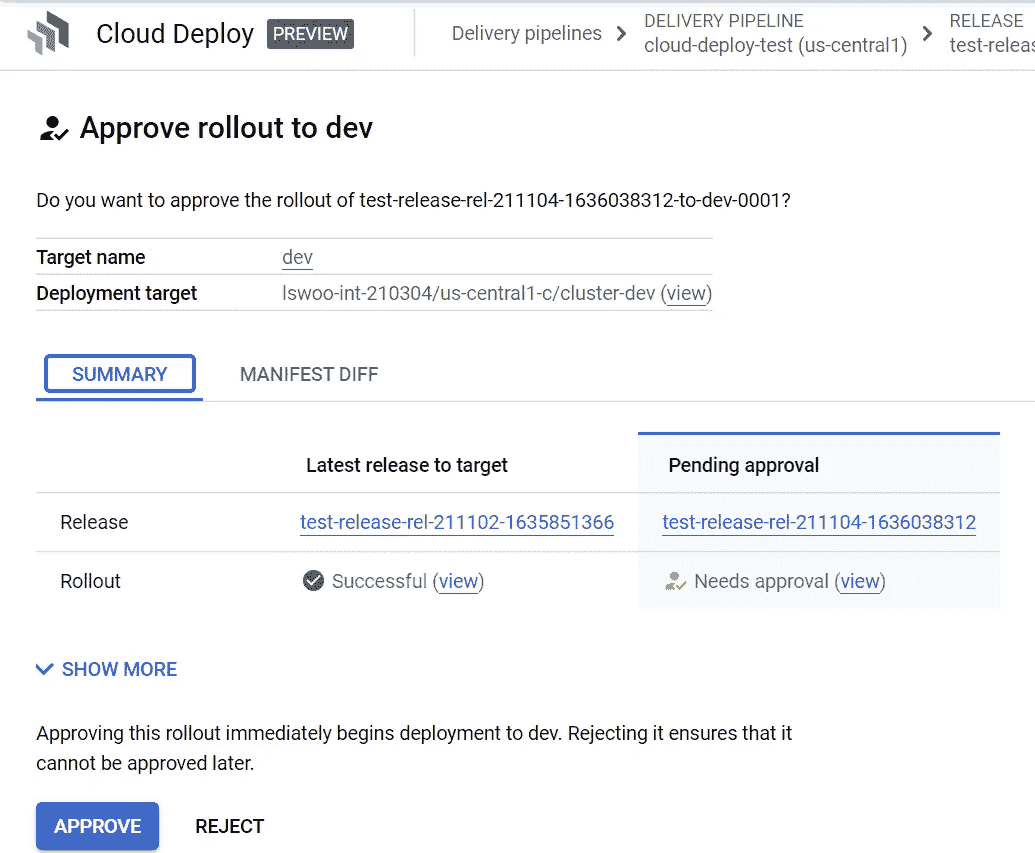 Cloud Deploy PREVIEW
Delivery pipelines
DELIVERY PIPELINE
cloud-deploy-test (us-central1)
RELEASE
Approve rollout to dev
Do you want to approve the rollout of test-release-rel-211104-1636038312-to-dev-0001?
Target name dev
Deployment target lswoo-int-210304/us-central1-c/cluster-dev (view)
SUMMARY MANIFEST DIFF
Latest release to target Pending approval
Release test-release-rel-211102-1635851366 test-release-rel-211104-1636038312
Rollout Successful (view) Needs approval (view)
SHOW MORE
Approving this rollout immediately begins deployment to dev. Rejecting it ensures that it
cannot be approved later.
APPROVE REJECT